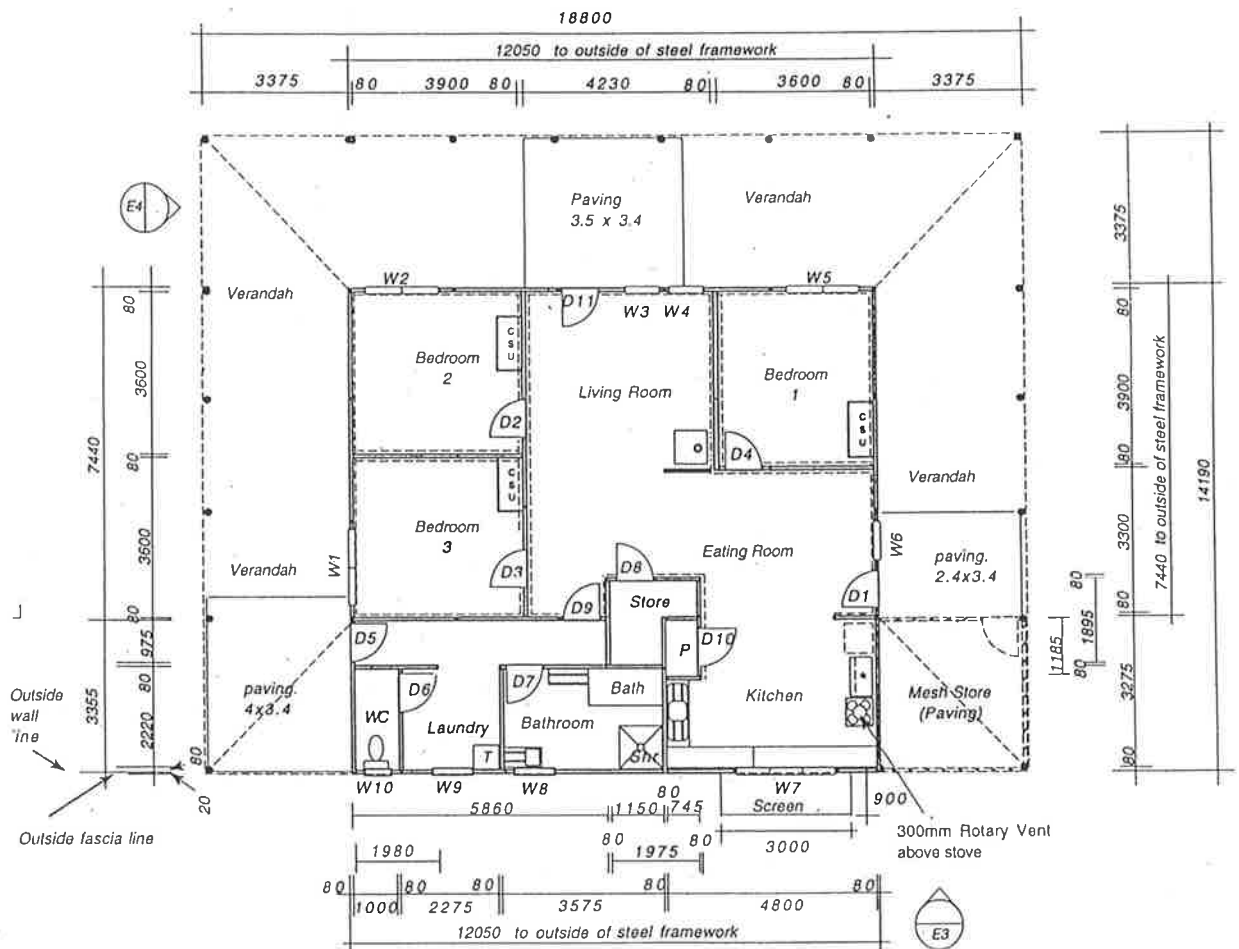 18800
12050 to outside of steel framework
3375 80 3900 80 4230 80 3600 80 3375
E4
Paving
3.5 x 3.4
Verandah
Verandah
W2
D11
W3 W4
W5
Bedroom
2
csu
D2
Living Room
Bedroom
1
csu
D4
Verandah
Bedroom
3
csu
D3
W1
Verandah
Eating Room
W6
paving.
2.4x3.4
D8
D9
Store
D1
D5
P
D10
paving.
4x3.4
WC
D6
Laundry
T
D7
Bath
Bathroom
Shr
Kitchen
Mesh Store
(Paving)
W10 W9 W8 W7
Screen
80
3600
80
3600
80
975
80
2220
80
20
7440
3355
Outside
wall
line
Outside fascia line
3375
80
3900
80
3300
80
3275
80
7440 to outside of steel framework
14190
80
1895
80
1185
80
5860 1150 745
900
80 80
1980 1975 3000
300mm Rotary Vent
above stove
80 80 80 80 80
1000 2275 3575 4800
12050 to outside of steel framework
E3